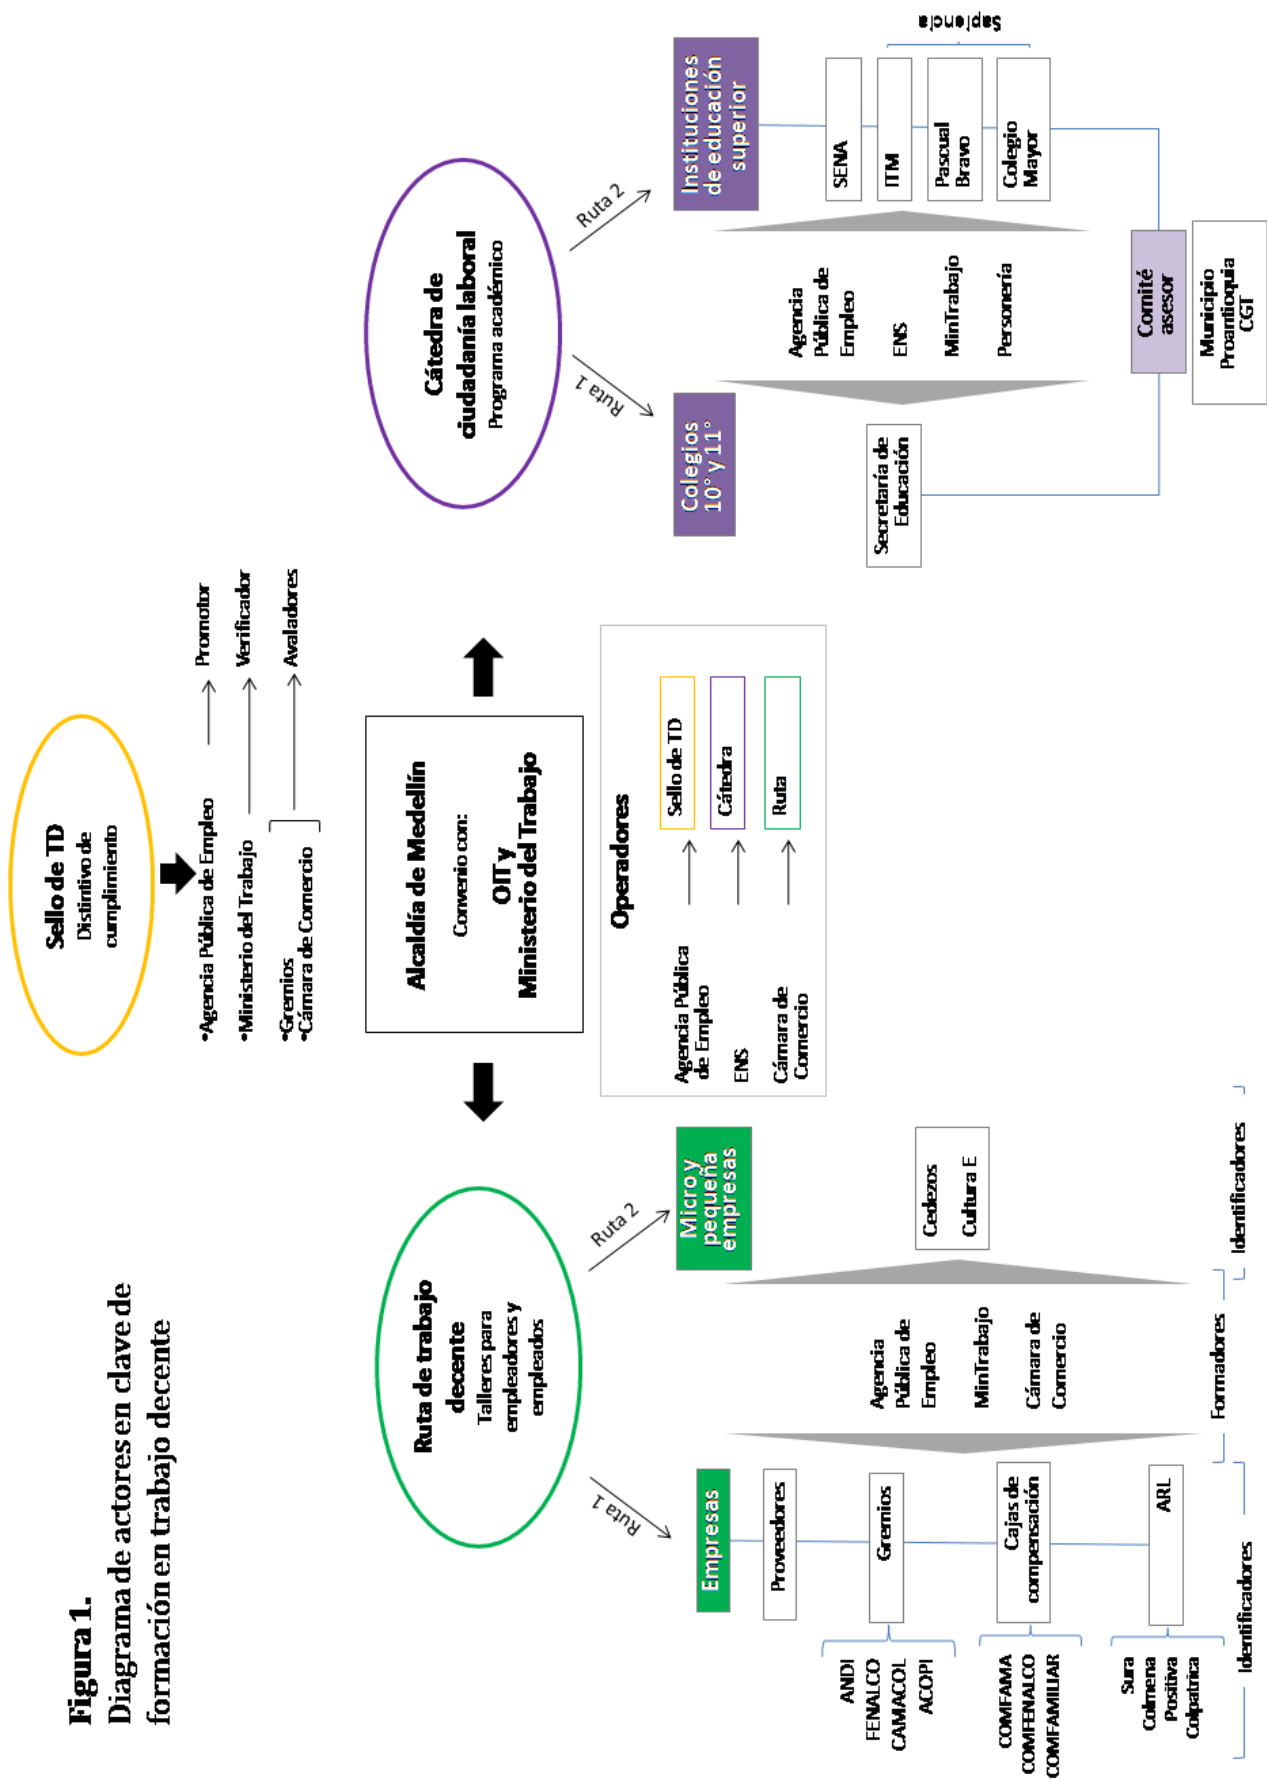 Figura 1.
Diagrama de actores en clave de
formación en trabajo decente
Sello de TD
Distintivo de
cumplimiento
•Agencia Pública de Empleo
Promotor
•Ministerio del Trabajo
Verificador
•Gremios
•Cámara de Comercio
Avaladores
Alcaldía de Medellín
Convenio con:
OIT y
Ministerio del Trabajo
Ruta de trabajo
decente
Talleres para
empleadores y
empleados
Ruta 1
Ruta 2
Empresas
Proveedores
Gremios
ANDI
FENALCO
CAMACOL
ACOPI
Cajas de
compensación
COMFAMA
COMFENALCO
COMFAMILIAR
ARL
Sura
Colmena
Positiva
Colpatrica
Identificadores
Agencia
Pública de
Empleo
MinTrabajo
Cámara de
Comercio
Formadores
Micro y
pequeña
empresas
Cedezos
Cultura E
Identificadores
Operadores
Agencia Pública
de Empleo
Sello de TD
ENS
Cátedra
Cámara de
Comercio
Ruta
Cátedra de
ciudadanía laboral
Programa académico
Ruta 1
Ruta 2
Colegios
10° y 11°
Secretaría de
Educación
Agencia
Pública de
Empleo
ENS
MinTrabajo
Personería
Instituciones
de educación
superior
SENA
ITM
Pascual
Bravo
Colegio
Mayor
Sapiencia
Comité
asesor
Municipio
Proantioquia
CGT